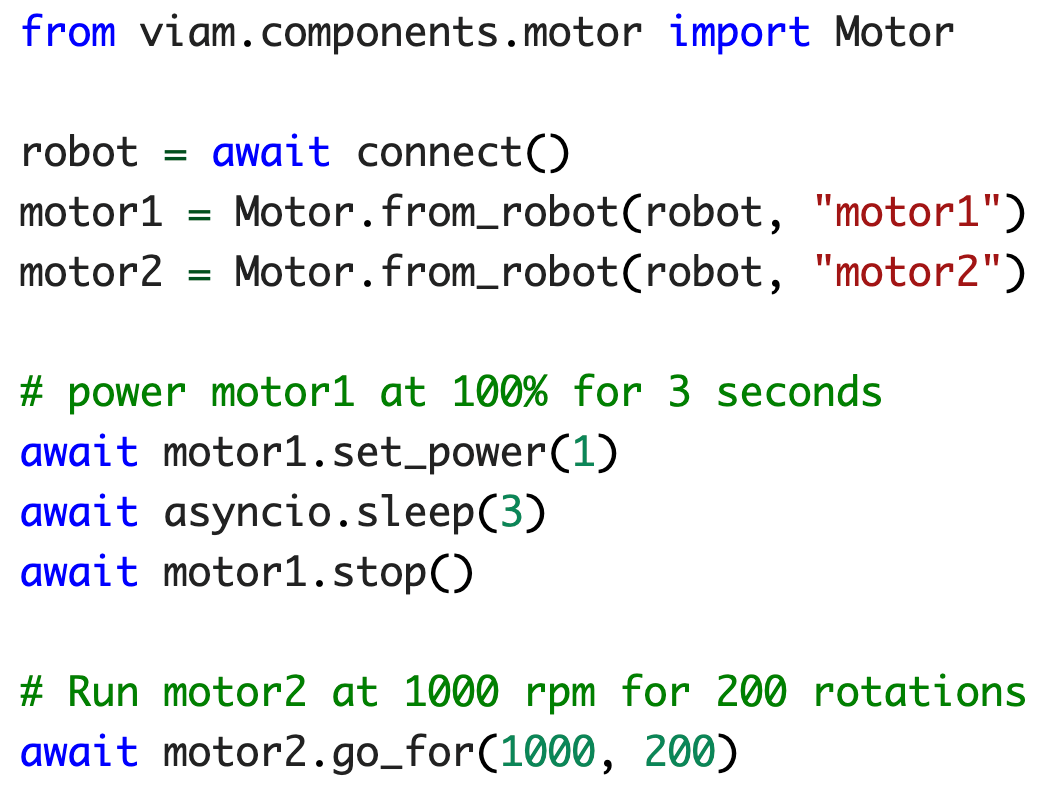 from viam.components.motor import Motor
robot = await connect()
motor1 = Motor.from_robot(robot, "motor1")
motor2 = Motor.from_robot(robot, "motor2")
# power motor1 at 100% for 3 seconds
await motor1.set_power(1)
await asyncio.sleep(3)
await motor1.stop()
# Run motor2 at 1000 rpm for 200 rotations
await motor2.go_for(1000, 200)